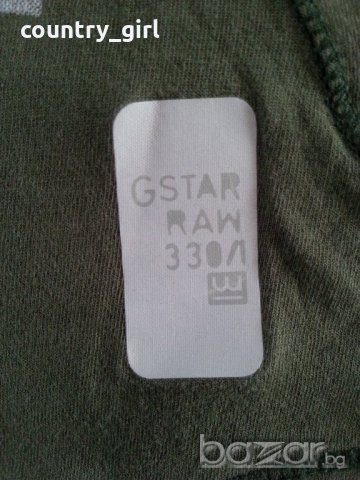 country_girl
GSTAR
RAW
330/1
bazar.bg